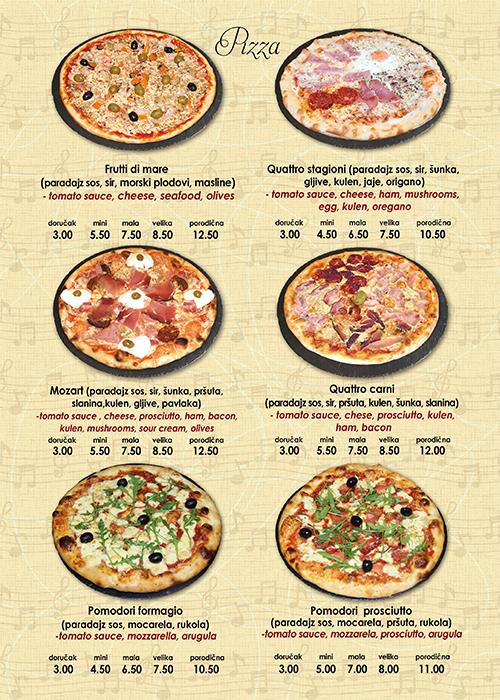 Pizza
Frutti di mare
(paradajz sos, sir, morski plodovi, masline)
- tomato sauce, cheese, seafood, olives
doručak mini mala velika porodična
3.00 5.50 7.50 8.50 12.50
Quattro stagioni (paradajz sos, sir, šunka,
gljive, kulen, jaje, origano)
- tomato sauce, cheese, ham, mushrooms,
egg, kulen, oregano
doručak mini mala velika porodična
3.00 4.50 6.50 7.50 10.50
Mozart (paradajz sos, sir, šunka, pršuta,
slanina,kulen, gljive, pavlaka)
-tomato sauce , cheese, prosciutto, ham, bacon,
kulen, mushrooms, sour cream, olives
doručak mini mala velika porodična
3.00 5.50 7.50 8.50 12.50
Quattro carni
(paradajz sos, sir, pršuta, kulen, šunka, slanina)
- tomato sauce, chese, prosciutto, kulen,
ham, bacon
doručak mini mala velika porodična
3.00 5.50 7.50 8.50 12.00
Pomodori formagio
(paradajz sos, mocarela, rukola)
-tomato sauce, mozzarella, arugula
doručak mini mala velika porodična
3.00 4.50 6.50 7.50 10.50
Pomodori prosciutto
(paradajz sos, mocarela, pršuta, rukola)
-tomato sauce, mozzarela, prosciutto, arugula
doručak mini mala velika porodična
3.00 5.00 7.00 8.00 11.00